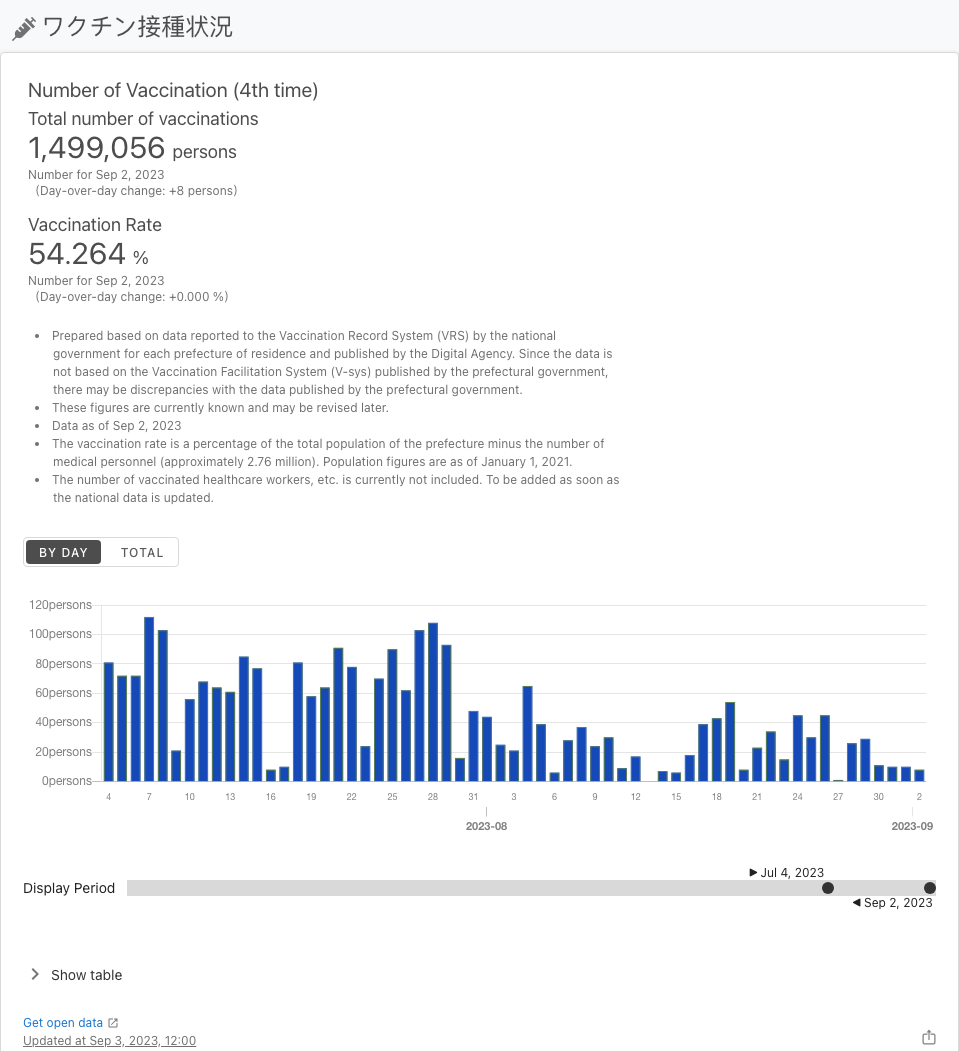 ワクチン接種状況
Number of Vaccination (4th time)
Total number of vaccinations
1,499,056 persons
Number for Sep 2, 2023
(Day-over-day change: +8 persons)
Vaccination Rate
54.264 %
Number for Sep 2, 2023
(Day-over-day change: +0.000 %)
• Prepared based on data reported to the Vaccination Record System (VRS) by the national
government for each prefecture of residence and published by the Digital Agency. Since the data is
not based on the Vaccination Facilitation System (V-sys) published by the prefectural government,
there may be discrepancies with the data published by the prefectural government.
• These figures are currently known and may be revised later.
• Data as of Sep 2, 2023
• The vaccination rate is a percentage of the total population of the prefecture minus the number of
medical personnel (approximately 2.76 million). Population figures are as of January 1, 2021.
• The number of vaccinated healthcare workers, etc. is currently not included. To be added as soon as
the national data is updated.
BY DAY TOTAL
120persons
100persons
80persons
60persons
40persons
20persons
0persons
4 7 10 13 16 19 22 25 28 31 3 6 9 12 15 18 21 24 27 30 2
2023-08 2023-09
Jul 4, 2023
Display Period
Sep 2, 2023
Show table
Get open data
Updated at Sep 3, 2023, 12:00